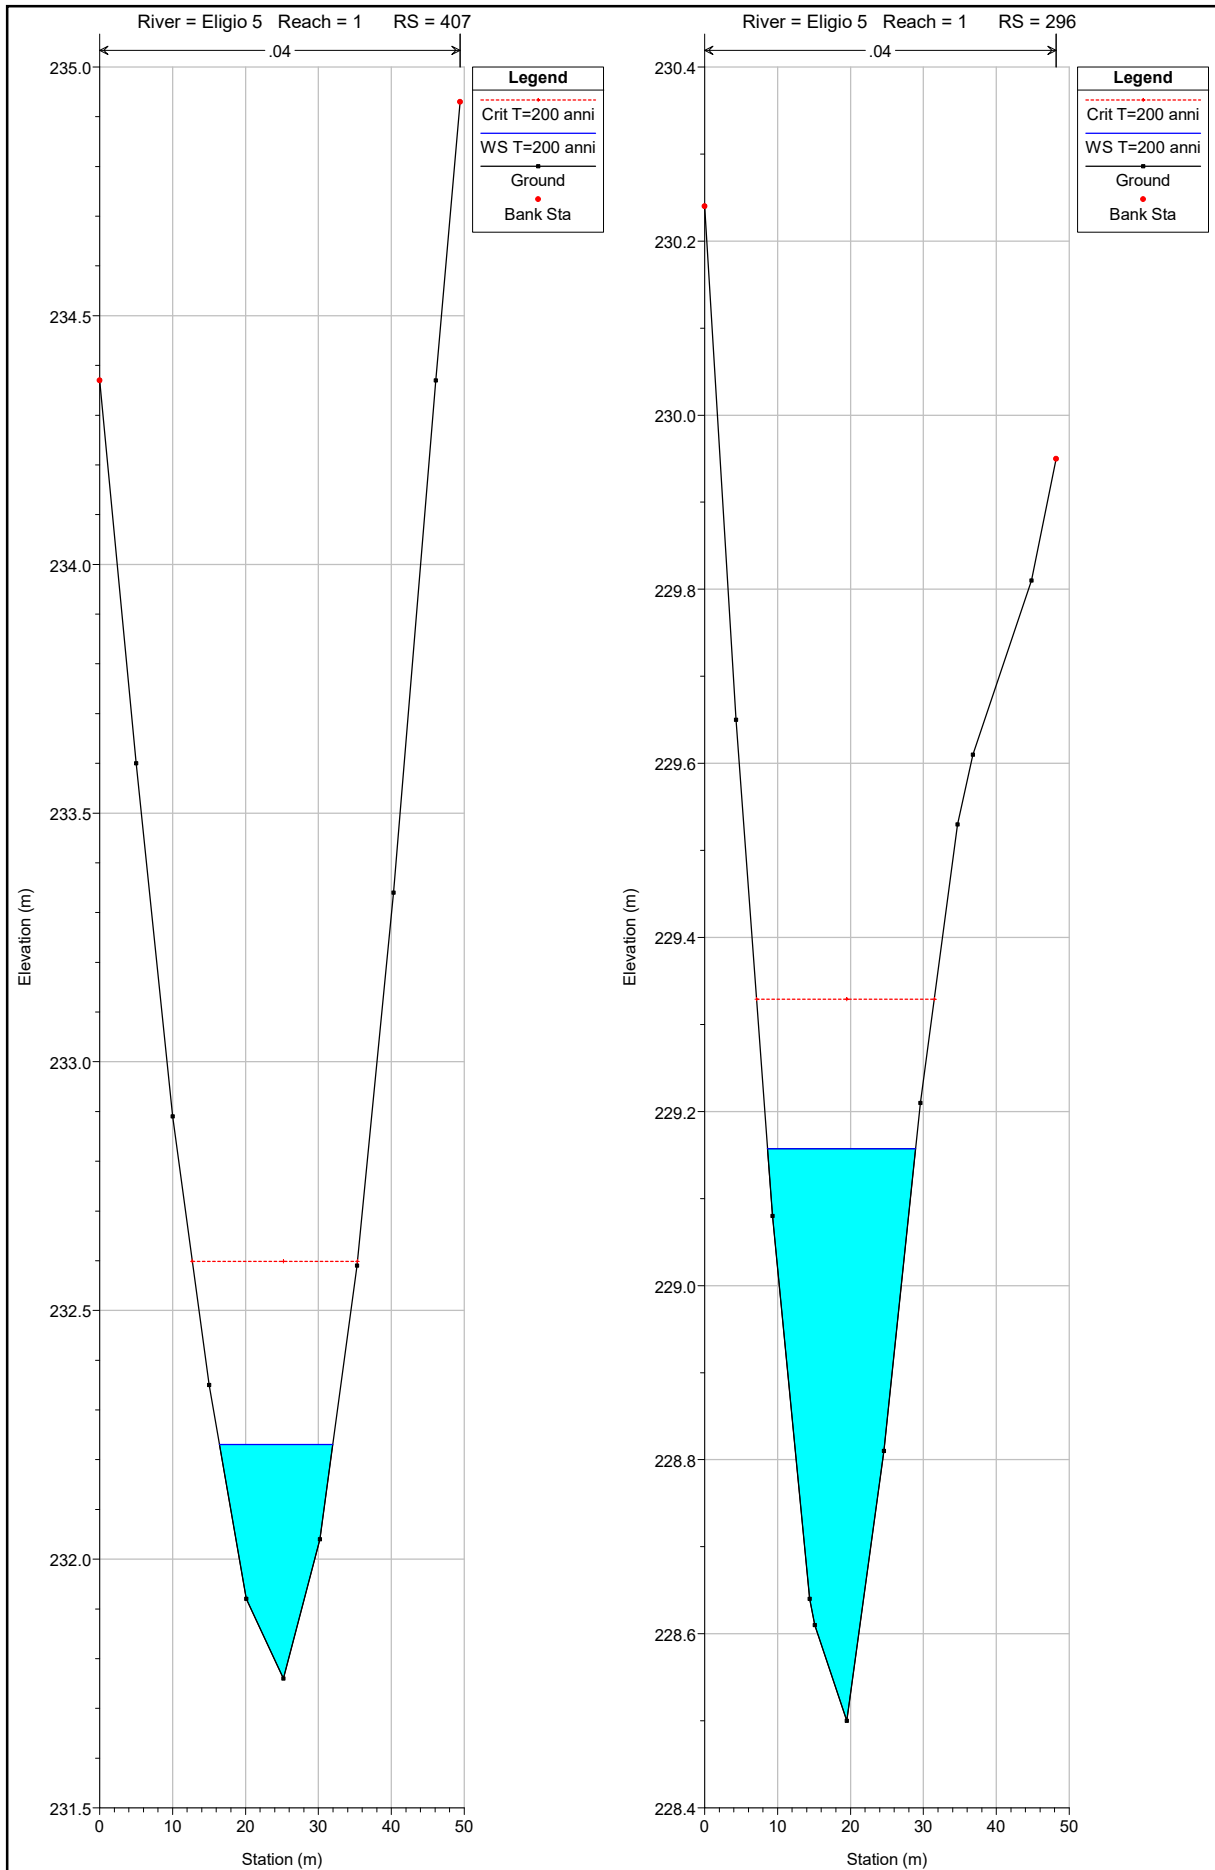 River = Eligio 5 Reach = 1 RS = 407
.04
Legend
Crit T=200 anni
WS T=200 anni
Ground
Bank Sta
235.0
234.5
234.0
233.5
233.0
232.5
232.0
231.5
Elevation (m)
0 10 20 30 40 50
Station (m)
River = Eligio 5 Reach = 1 RS = 296
.04
Legend
Crit T=200 anni
WS T=200 anni
Ground
Bank Sta
230.4
230.2
230.0
229.8
229.6
229.4
229.2
229.0
228.8
228.6
228.4
Elevation (m)
0 10 20 30 40 50
Station (m)